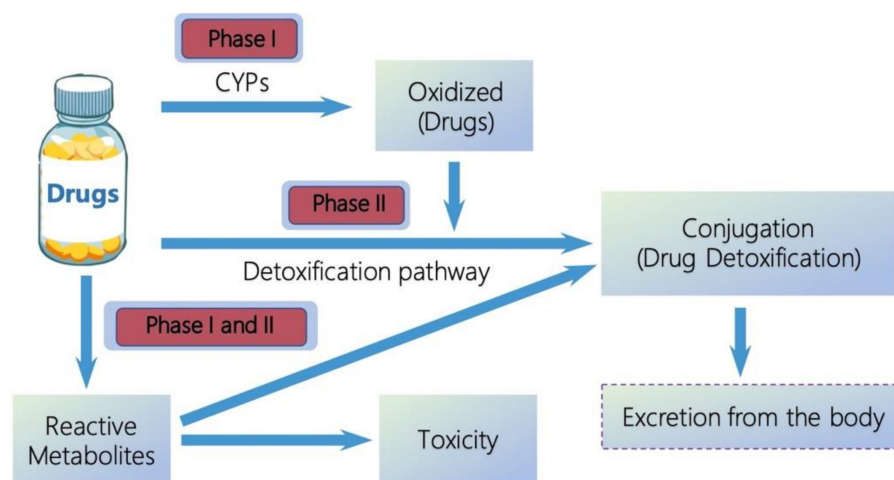 Phase I
CYPs
Oxidized
(Drugs)
Drugs
Phase II
Detoxification pathway
Conjugation
(Drug Detoxification)
Phase I and II
Reactive
Metabolites
Toxicity
Excretion from the body